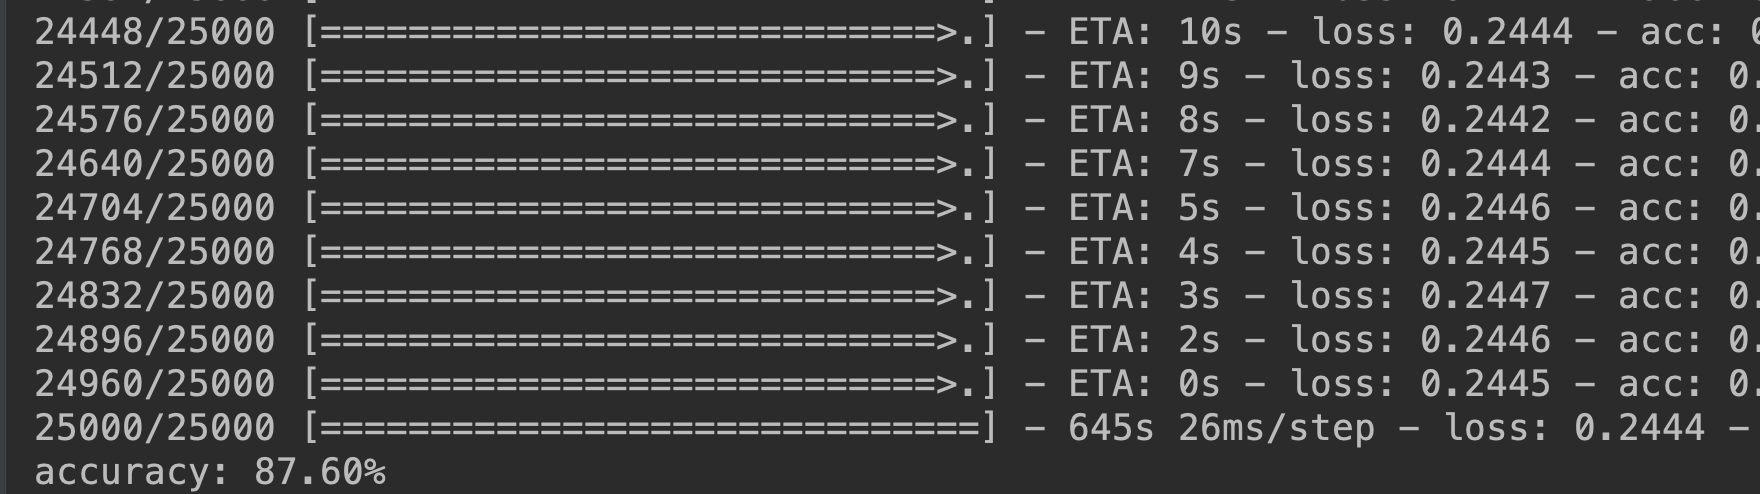 24448/25000 [============================>.] - ETA: 10s - loss: 0.2444 - acc:
24512/25000 [============================>.] - ETA: 9s - loss: 0.2443 - acc: 0.
24576/25000 [============================>.] - ETA: 8s - loss: 0.2442 - acc: 0.
24640/25000 [============================>.] - ETA: 7s - loss: 0.2444 - acc: 0.
24704/25000 [============================>.] - ETA: 5s - loss: 0.2446 - acc: 0.
24768/25000 [============================>.] - ETA: 4s - loss: 0.2445 - acc: 0.
24832/25000 [============================>.] - ETA: 3s - loss: 0.2447 - acc: 0.
24896/25000 [============================>.] - ETA: 2s - loss: 0.2446 - acc: 0.
24960/25000 [============================>.] - ETA: 0s - loss: 0.2445 - acc: 0.
25000/25000 [==============================] - 645s 26ms/step - loss: 0.2444 -
accuracy: 87.60%